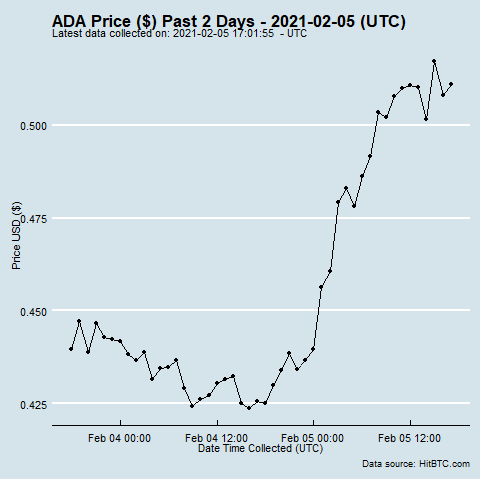 ADA Price ($) Past 2 Days - 2021-02-05 (UTC)
Latest data collected on: 2021-02-05 17:01:55 - UTC
0.500
0.475
Price USD ($)
0.450
0.425
Feb 04 00:00 Feb 04 12:00 Feb 05 00:00 Feb 05 12:00
Date Time Collected (UTC)
Data source: HitBTC.com